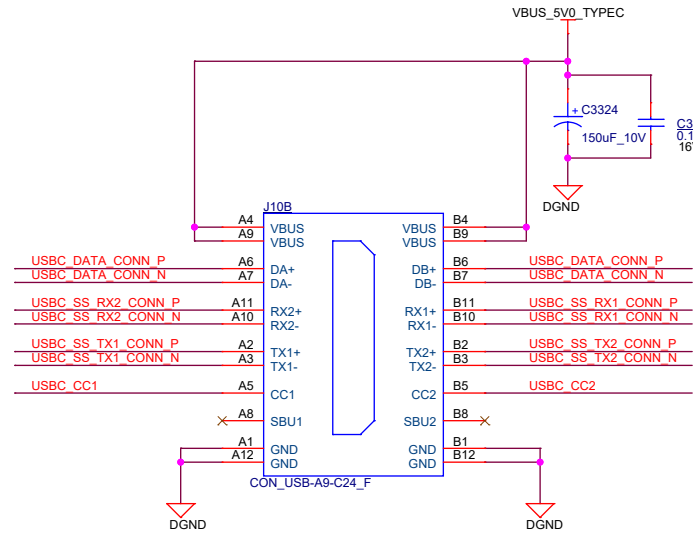 VBUS_5V0_TYPEC
C3324
150uF_10V
C3
0.1
16
DGND
J10B
A4 VBUS VBUS B4
A9 VBUS VBUS B9
USBC_DATA_CONN_P A6 DA+ DB+ B6 USBC_DATA_CONN_P
USBC_DATA_CONN_N A7 DA- DB- B7 USBC_DATA_CONN_N
USBC_SS_RX2_CONN_P A11 RX2+ RX1+ B11 USBC_SS_RX1_CONN_P
USBC_SS_RX2_CONN_N A10 RX2- RX1- B10 USBC_SS_RX1_CONN_N
USBC_SS_TX1_CONN_P A2 TX1+ TX2+ B2 USBC_SS_TX2_CONN_P
USBC_SS_TX1_CONN_N A3 TX1- TX2- B3 USBC_SS_TX2_CONN_N
USBC_CC1 A5 CC1 CC2 B5 USBC_CC2
A8 SBU1 SBU2 B8
A1 GND GND B1
A12 GND GND B12
CON_USB-A9-C24_F
DGND DGND